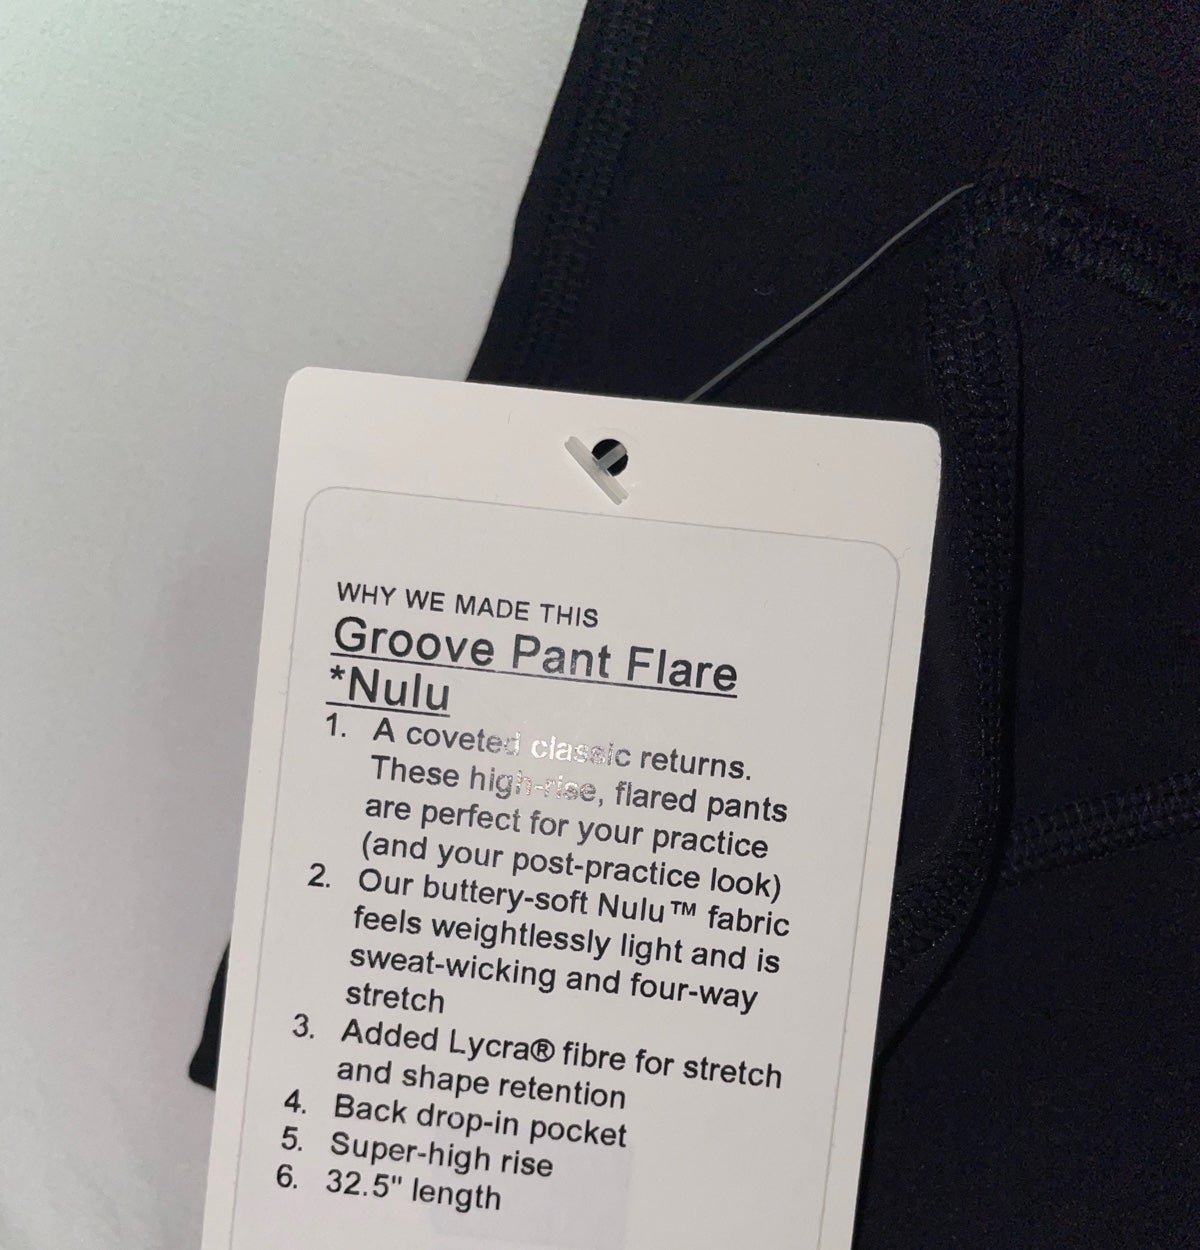 WHY WE MADE THIS
Groove Pant Flare
*Nulu
1. A coveted classic returns.
These high-rise, flared pants
are perfect for your practice
(and your post-practice look)
2. Our buttery-soft Nulu™ fabric
feels weightlessly light and is
sweat-wicking and four-way
stretch
3. Added Lycra® fibre for stretch
and shape retention
4. Back drop-in pocket
5. Super-high rise
6. 32.5" length